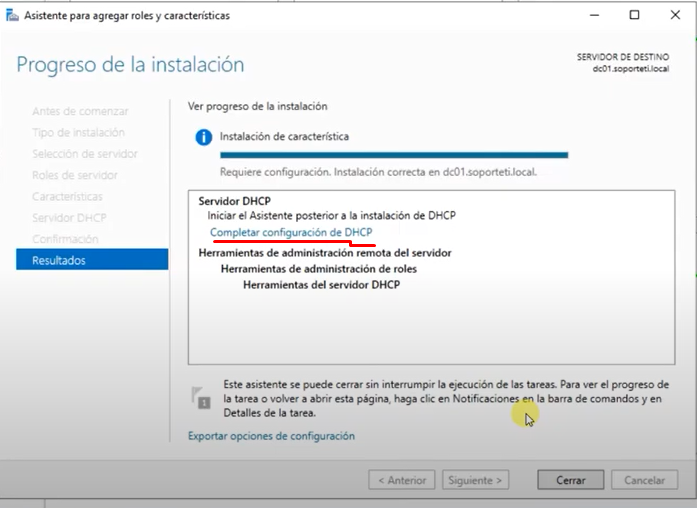 Asistente para agregar roles y características
Progreso de la instalación
SERVIDOR DE DESTINO
dc01.soporteti.local
Antes de comenzar
Tipo de instalación
Selección de servidor
Roles de servidor
Características
Servidor DHCP
Confirmación
Resultados
Ver progreso de la instalación
Instalación de característica
Requiere configuración. Instalación correcta en dc01.soporteti.local.
Servidor DHCP
Iniciar el Asistente posterior a la instalación de DHCP
Completar configuración de DHCP
Herramientas de administración remota del servidor
Herramientas de administración de roles
Herramientas del servidor DHCP
1
Este asistente se puede cerrar sin interrumpir la ejecución de las tareas. Para ver el progreso de
la tarea o volver a abrir esta página, haga clic en Notificaciones en la barra de comandos y en
Detalles de la tarea.
Exportar opciones de configuración
< Anterior
Siguiente >
Cerrar
Cancelar